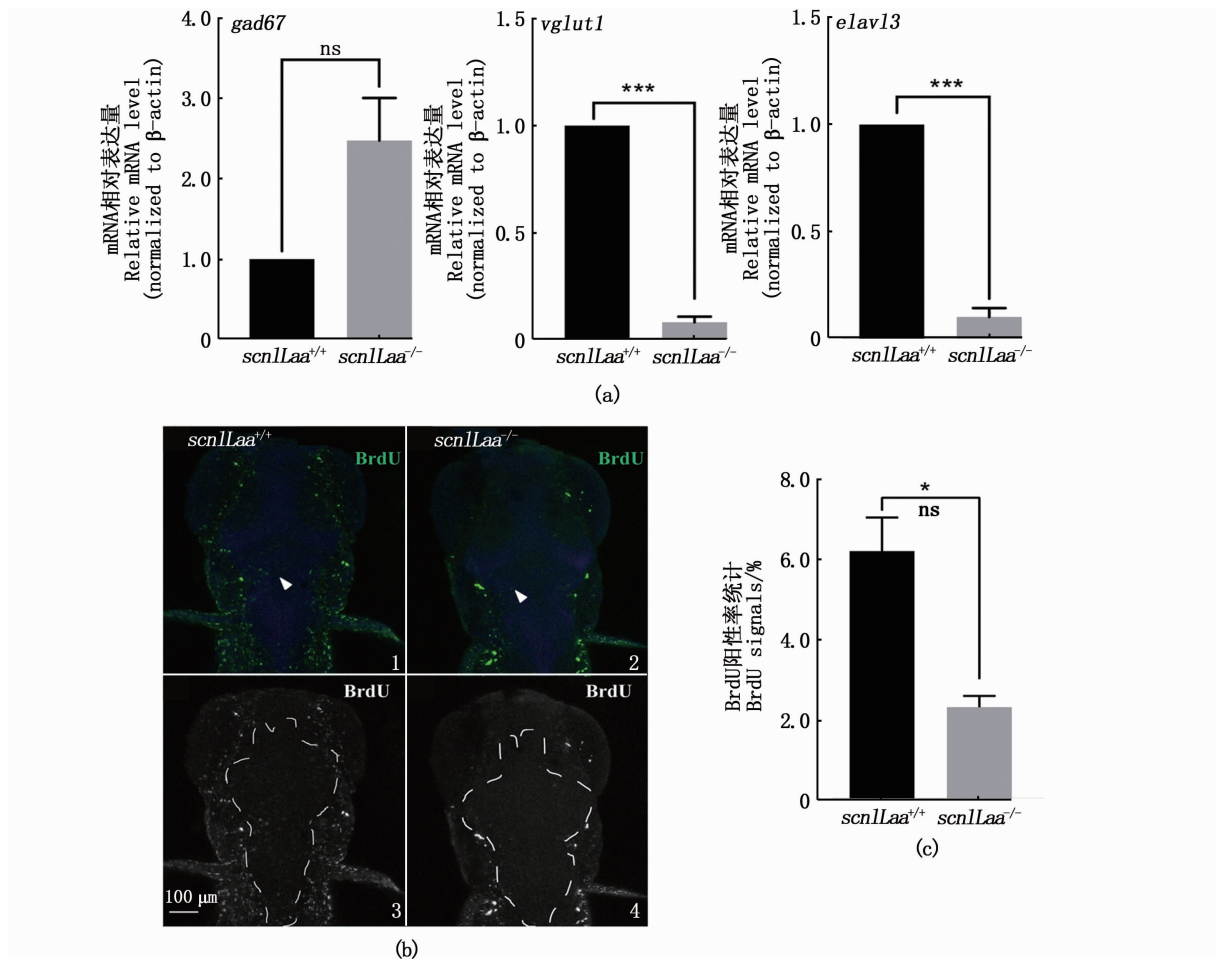 gad67
4.0
3.0
2.0
1.0
0
ns
mRNA相对表达量
Relative mRNA level
(normalized to β-actin)
scn1Laa+/+ scn1Laa-/-
vglut1
1.5
1.0
0.5
0
***
mRNA相对表达量
Relative mRNA level
(normalized to β-actin)
scn1Laa+/+ scn1Laa-/-
elavl3
1.5
1.0
0.5
0
***
mRNA相对表达量
Relative mRNA level
(normalized to β-actin)
scn1Laa+/+ scn1Laa-/-
(a)
scn1Laa+/+
BrdU
1
scn1Laa-/-
BrdU
2
BrdU
100 μm
3
BrdU
4
(b)
8.0
6.0
4.0
2.0
0
*
ns
BrdU阳性率统计
BrdU signals/%
scn1Laa+/+ scn1Laa-/-
(c)